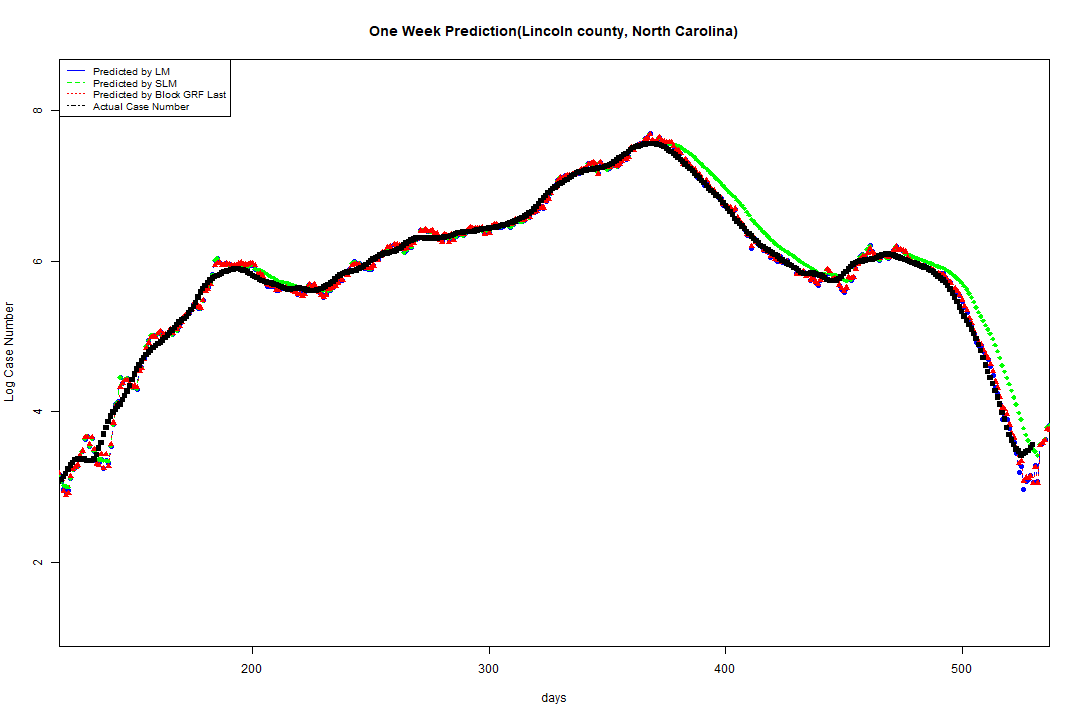 One Week Prediction(Lincoln county, North Carolina)
Predicted by LM
Predicted by SLM
Predicted by Block GRF Last
Actual Case Number
8
6
4
2
Log Case Number
200 300 400 500
days